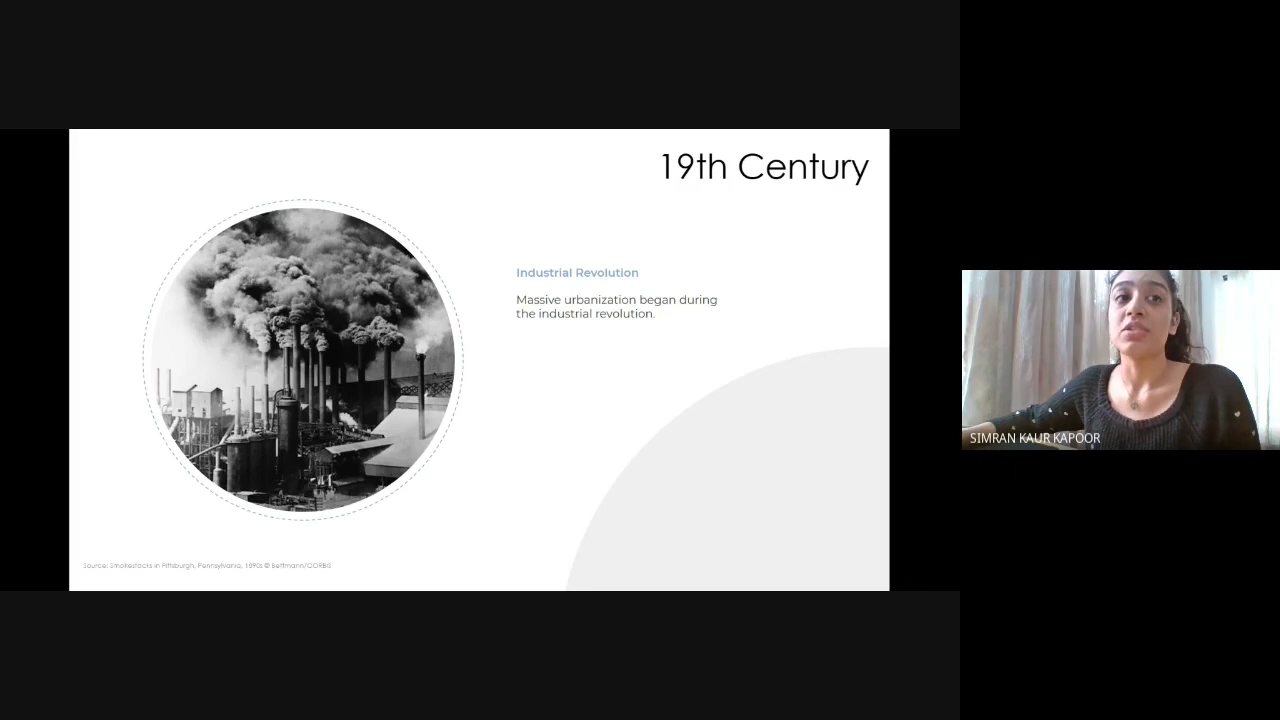 19th Century
Industrial Revolution
Massive urbanization began during
the industrial revolution.
Source: Smokestacks in Pittsburgh, Pennsylvania, 1890s © Bettmann/CORBIS
SIMRAN KAUR KAPOOR